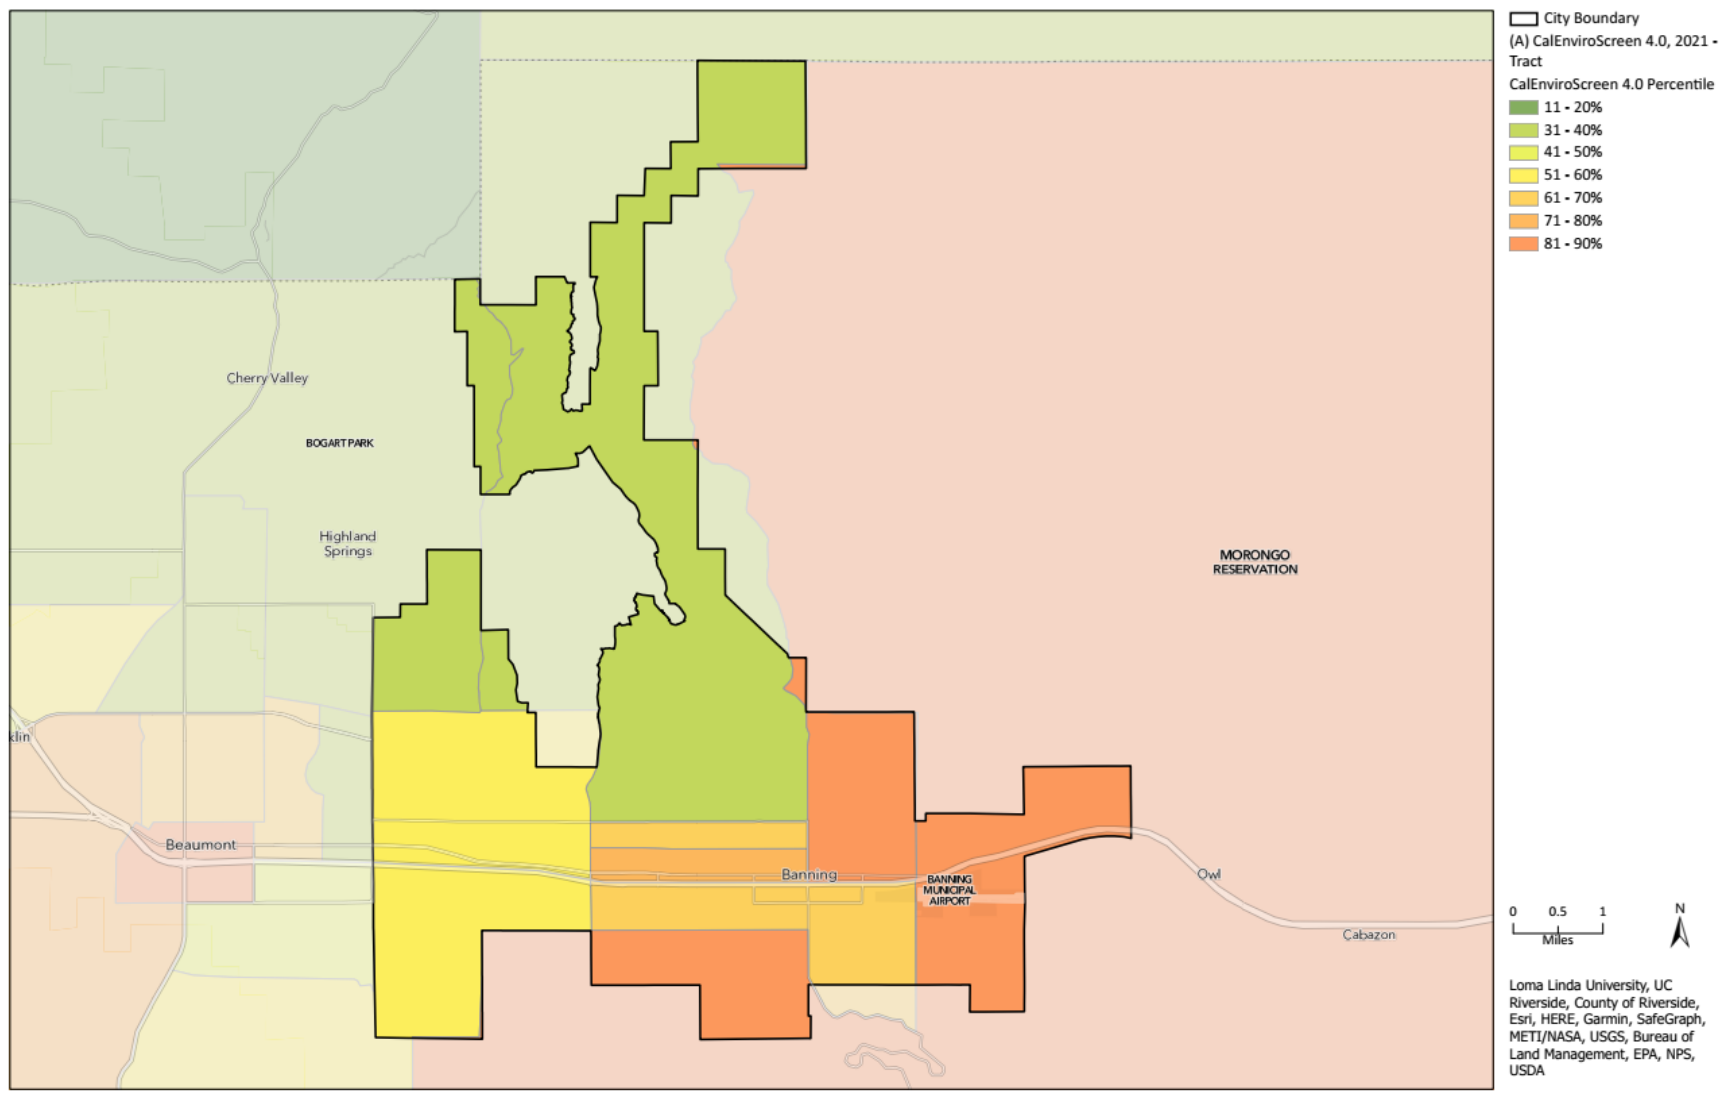 City Boundary
(A) CalEnviroScreen 4.0, 2021 -
Tract
CalEnviroScreen 4.0 Percentile
11 - 20%
31 - 40%
41 - 50%
51 - 60%
61 - 70%
71 - 80%
81 - 90%
Cherry Valley
BOGART PARK
Highland
Springs
MORONGO
RESERVATION
klin
Beaumont
Banning
BANNING
MUNICIPAL
AIRPORT
Owl
Cabazon
0 0.5 1
Miles
N
Loma Linda University, UC
Riverside, County of Riverside,
Esri, HERE, Garmin, SafeGraph,
METI/NASA, USGS, Bureau of
Land Management, EPA, NPS,
USDA